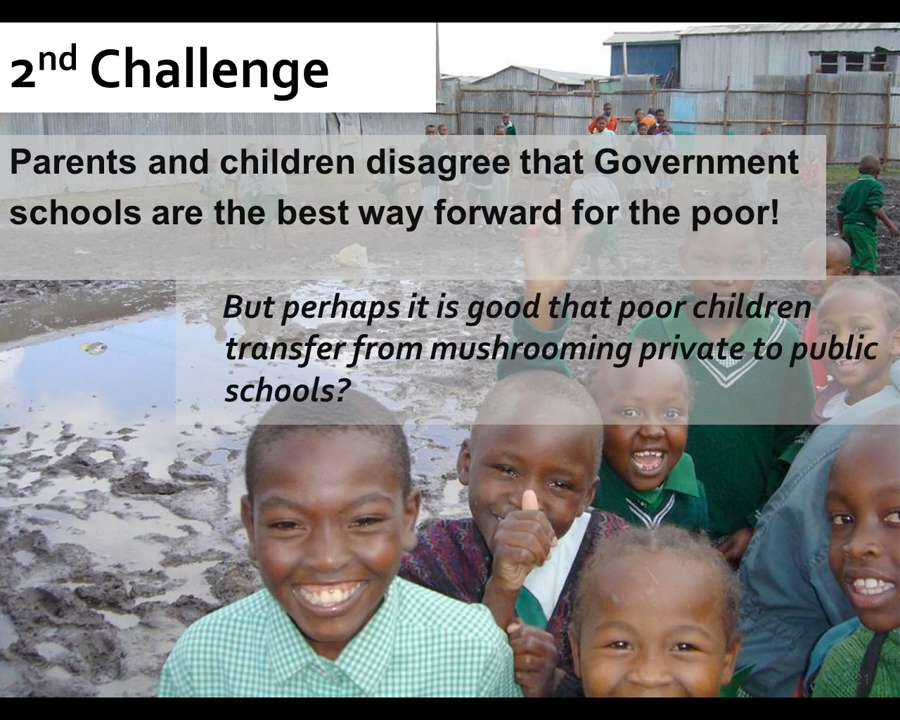 2nd Challenge
Parents and children disagree that Government
schools are the best way forward for the poor!
But perhaps it is good that poor children
transfer from mushrooming private to public
schools?
21